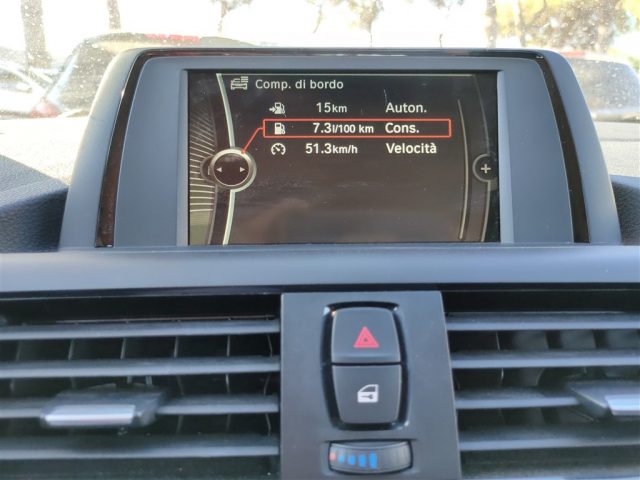 Comp. di bordo
15km Auton.
7.3l/100 km Cons.
51.3km/h Velocità